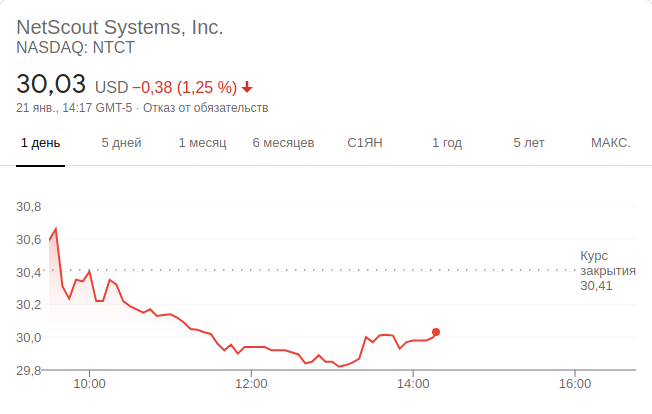 NetScout Systems, Inc.
NASDAQ: NTCT
30,03 USD −0,38 (1,25 %)
21 янв., 14:17 GMT-5 · Отказ от обязательств
1 день 5 дней 1 месяц 6 месяцев С1ЯН 1 год 5 лет МАКС.
30,8
30,6
30,4
30,2
30,0
29,8
Курс
закрытия
30,41
10:00 12:00 14:00 16:00